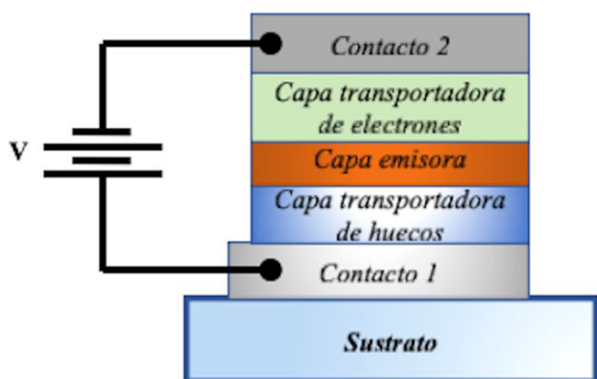 Contacto 2
Capa transportadora
de electrones
V
Capa emisora
Capa transportadora
de huecos
Contacto 1
Sustrato